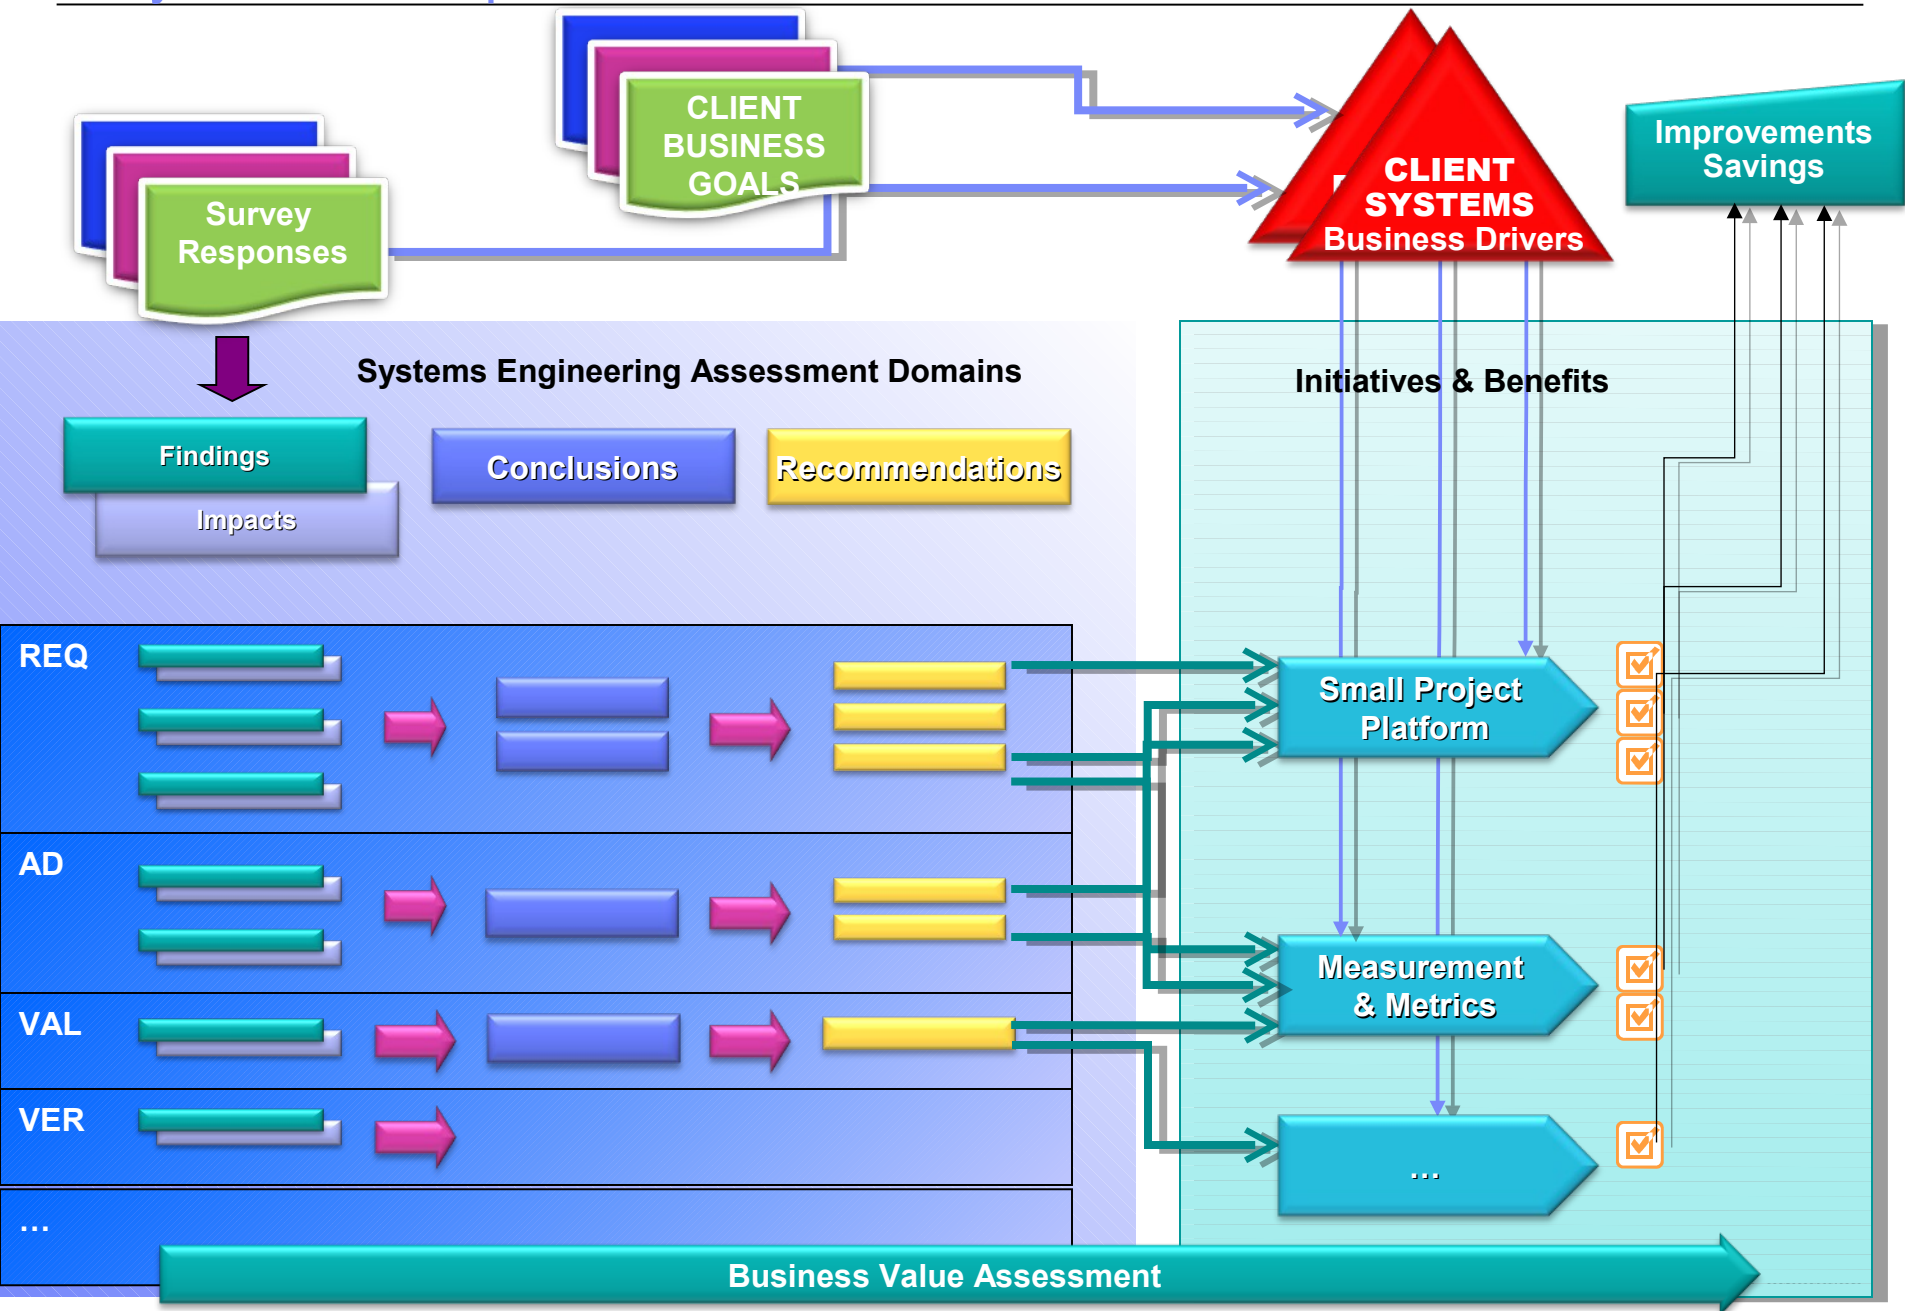 CLIENT
BUSINESS
GOALS
Survey
Responses
CLIENT
SYSTEMS
Business Drivers
Improvements
Savings
Systems Engineering Assessment Domains
Initiatives & Benefits
Findings
Impacts
Conclusions
Recommendations
REQ
Small Project
Platform
AD
Measurement
& Metrics
VAL
VER
…
…
Business Value Assessment